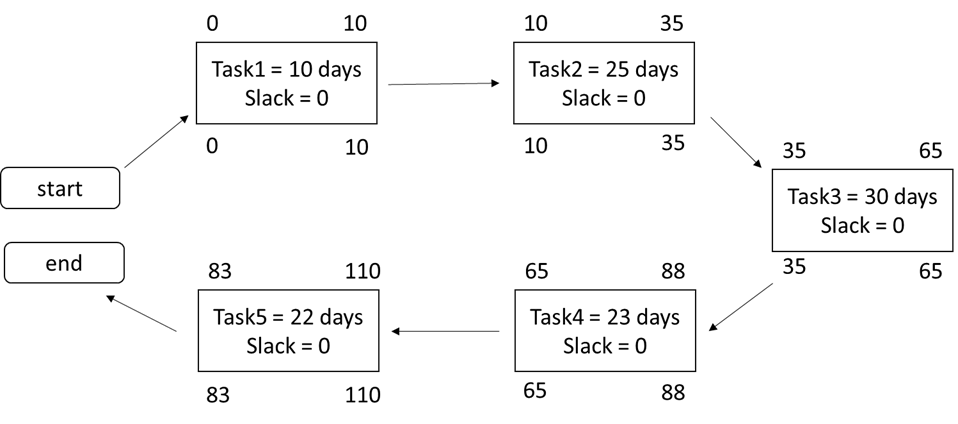 0 10
Task1 = 10 days
Slack = 0
0 10
10 35
Task2 = 25 days
Slack = 0
10 35
35 65
Task3 = 30 days
Slack = 0
35 65
start
end
83 110
Task5 = 22 days
Slack = 0
83 110
65 88
Task4 = 23 days
Slack = 0
65 88